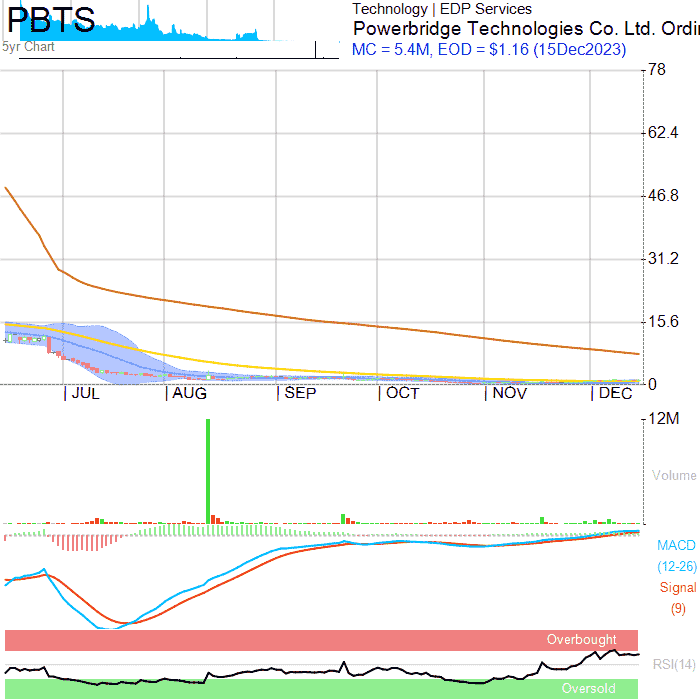 PBTS
5yr Chart
Technology | EDP Services
Powerbridge Technologies Co. Ltd. Ordi
MC = 5.4M, EOD = $1.16 (15Dec2023)
78
62.4
46.8
31.2
15.6
0
JUL AUG SEP OCT NOV DEC
12M
Volume
MACD
(12-26)
Signal
(9)
Overbought
RSI(14)
Oversold